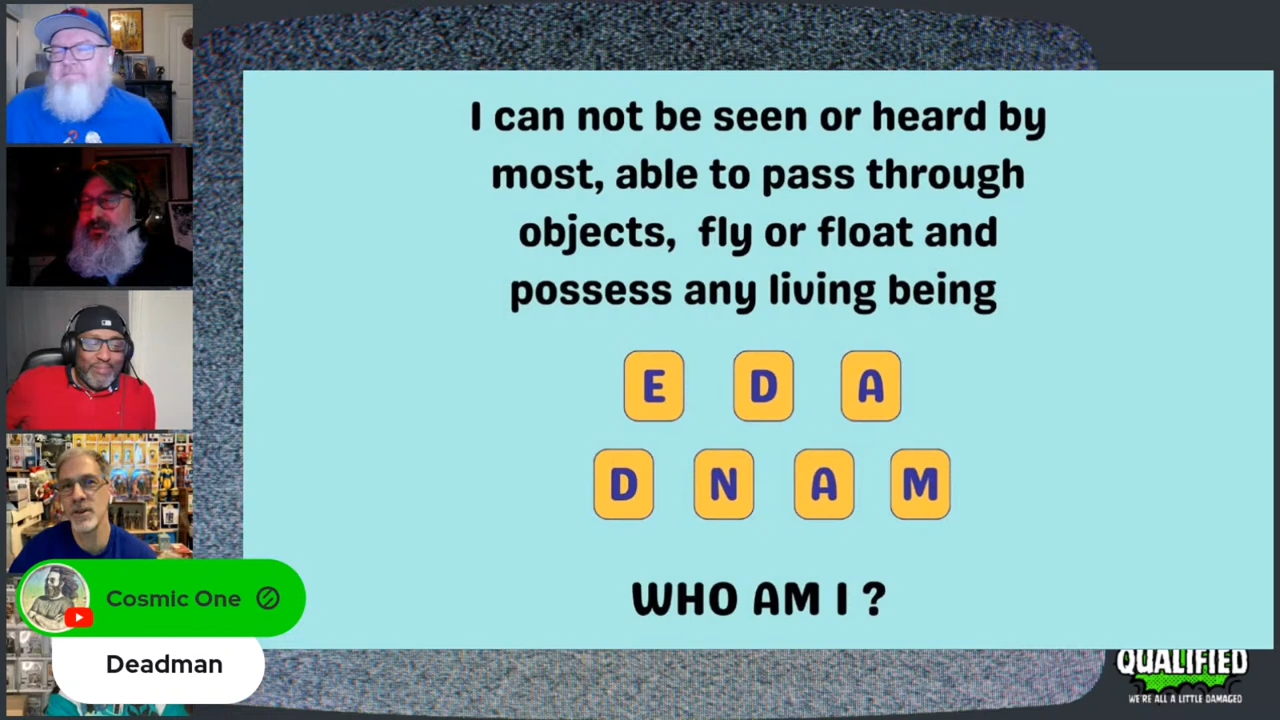 I can not be seen or heard by
most, able to pass through
objects, fly or float and
possess any living being
E D A
D N A M
WHO AM I ?
Cosmic One
Deadman
QUALIFIED
WE'RE ALL A LITTLE DAMAGED